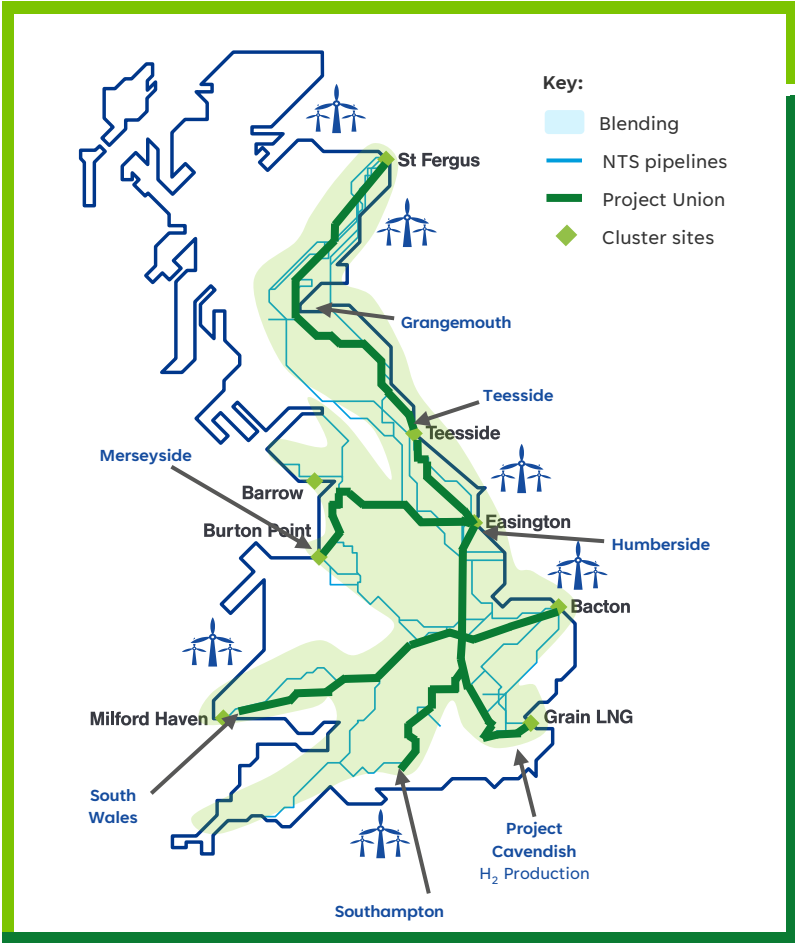 Key:
Blending
NTS pipelines
Project Union
Cluster sites
St Fergus
Grangemouth
Teesside
Teesside
Merseyside
Barrow
Easington
Burton Point
Humberside
Bacton
Milford Haven
Grain LNG
South
Wales
Project
Cavendish
H₂ Production
Southampton